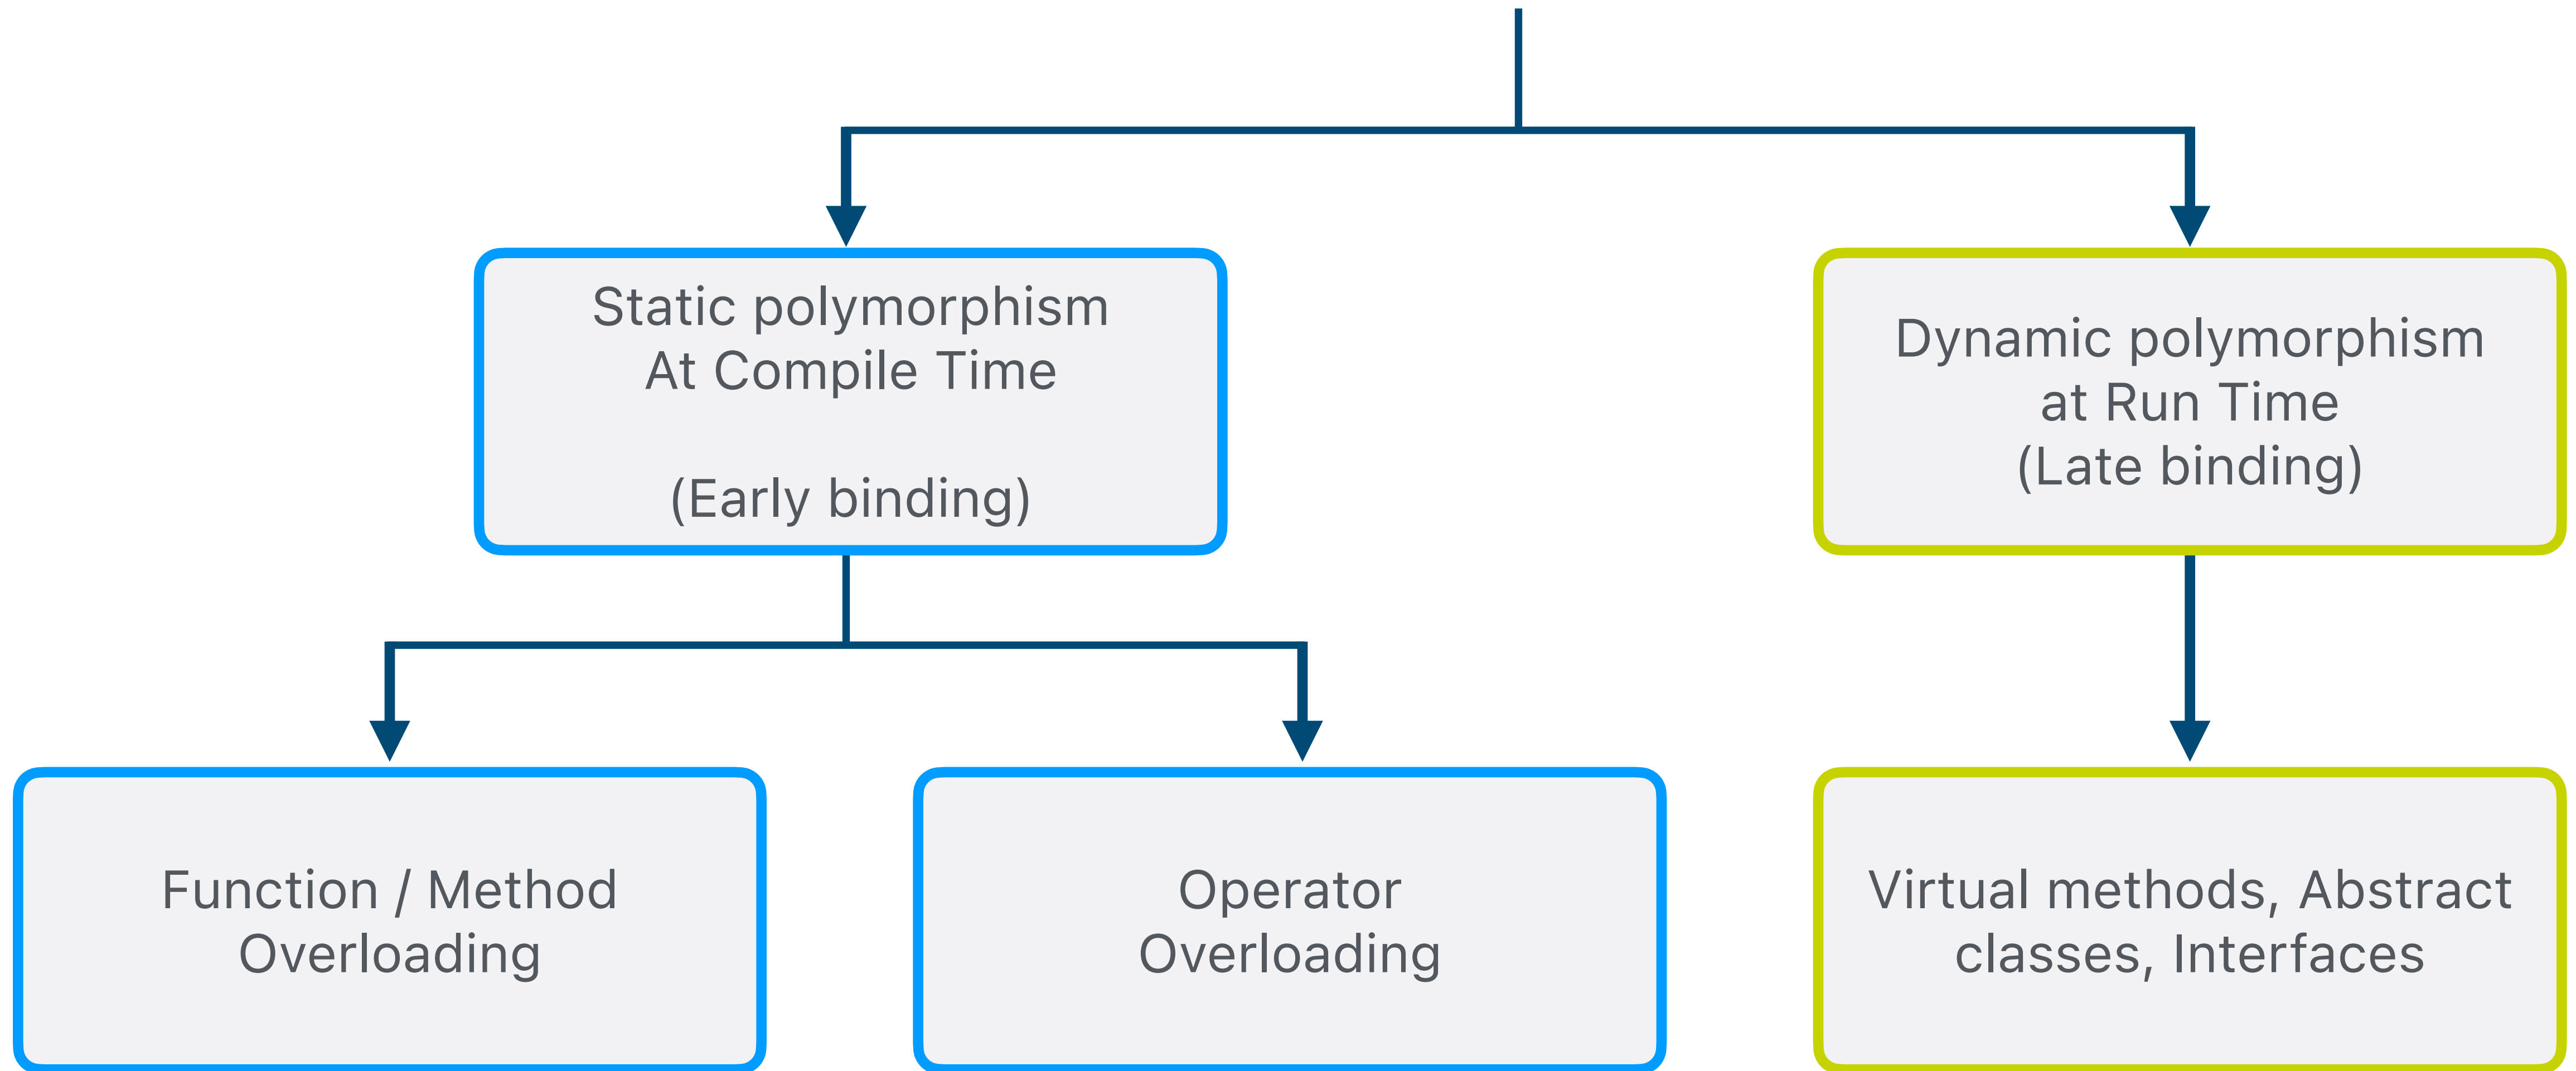 Static polymorphism
At Compile Time
(Early binding)
Dynamic polymorphism
at Run Time
(Late binding)
Function / Method
Overloading
Operator
Overloading
Virtual methods, Abstract
classes, Interfaces